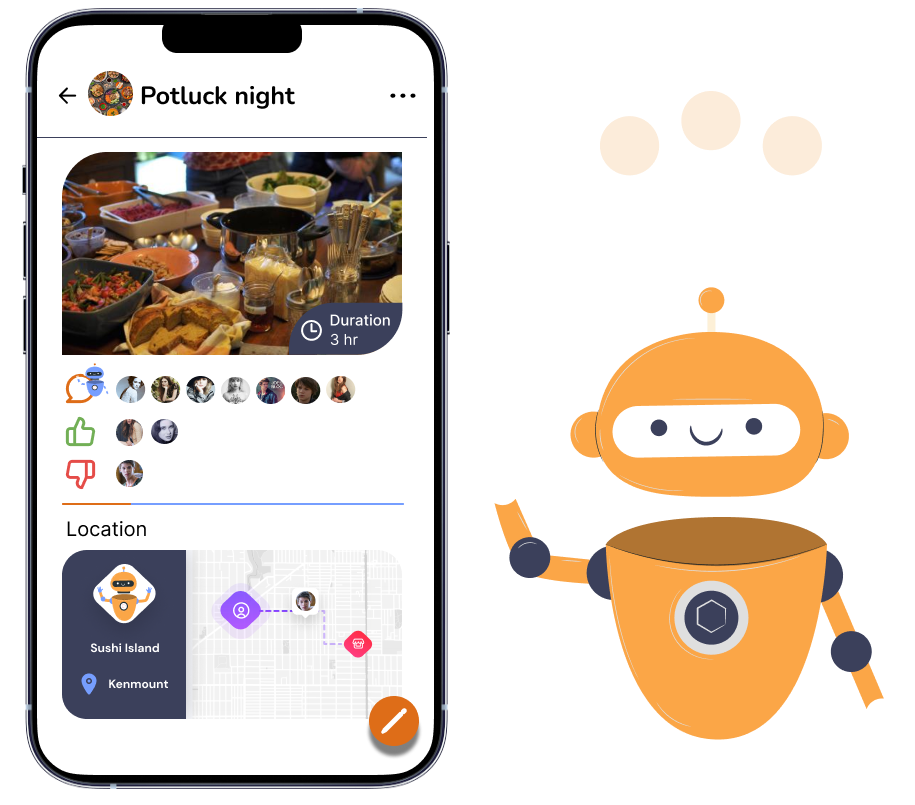 Potluck night
Duration
3 hr
Location
Sushi Island
Kenmount